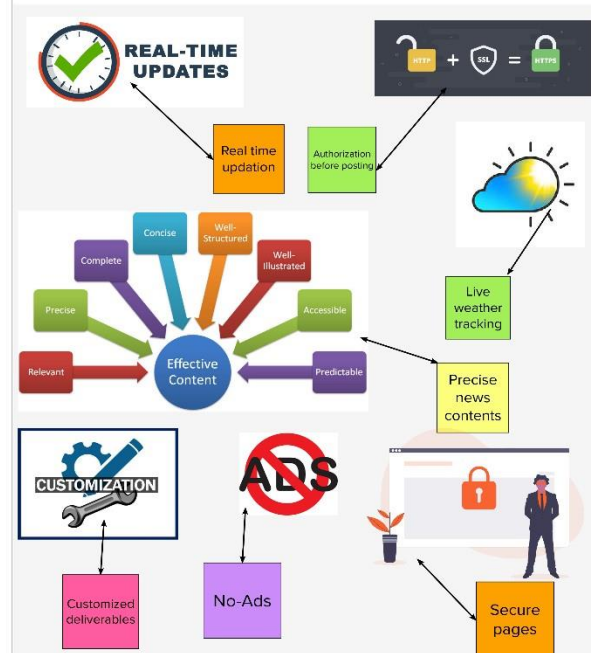 REAL-TIME
UPDATES
HTTP + SSL = HTTPS
Real time
updation
Authorization
before posting
Concise
Well-
Structured
Complete
Well-
Illustrated
Precise
Accessible
Relevant
Effective
Content
Predictable
Live
weather
tracking
Precise
news
contents
CUSTOMIZATION
ADS
Customized
deliverables
No-Ads
Secure
pages